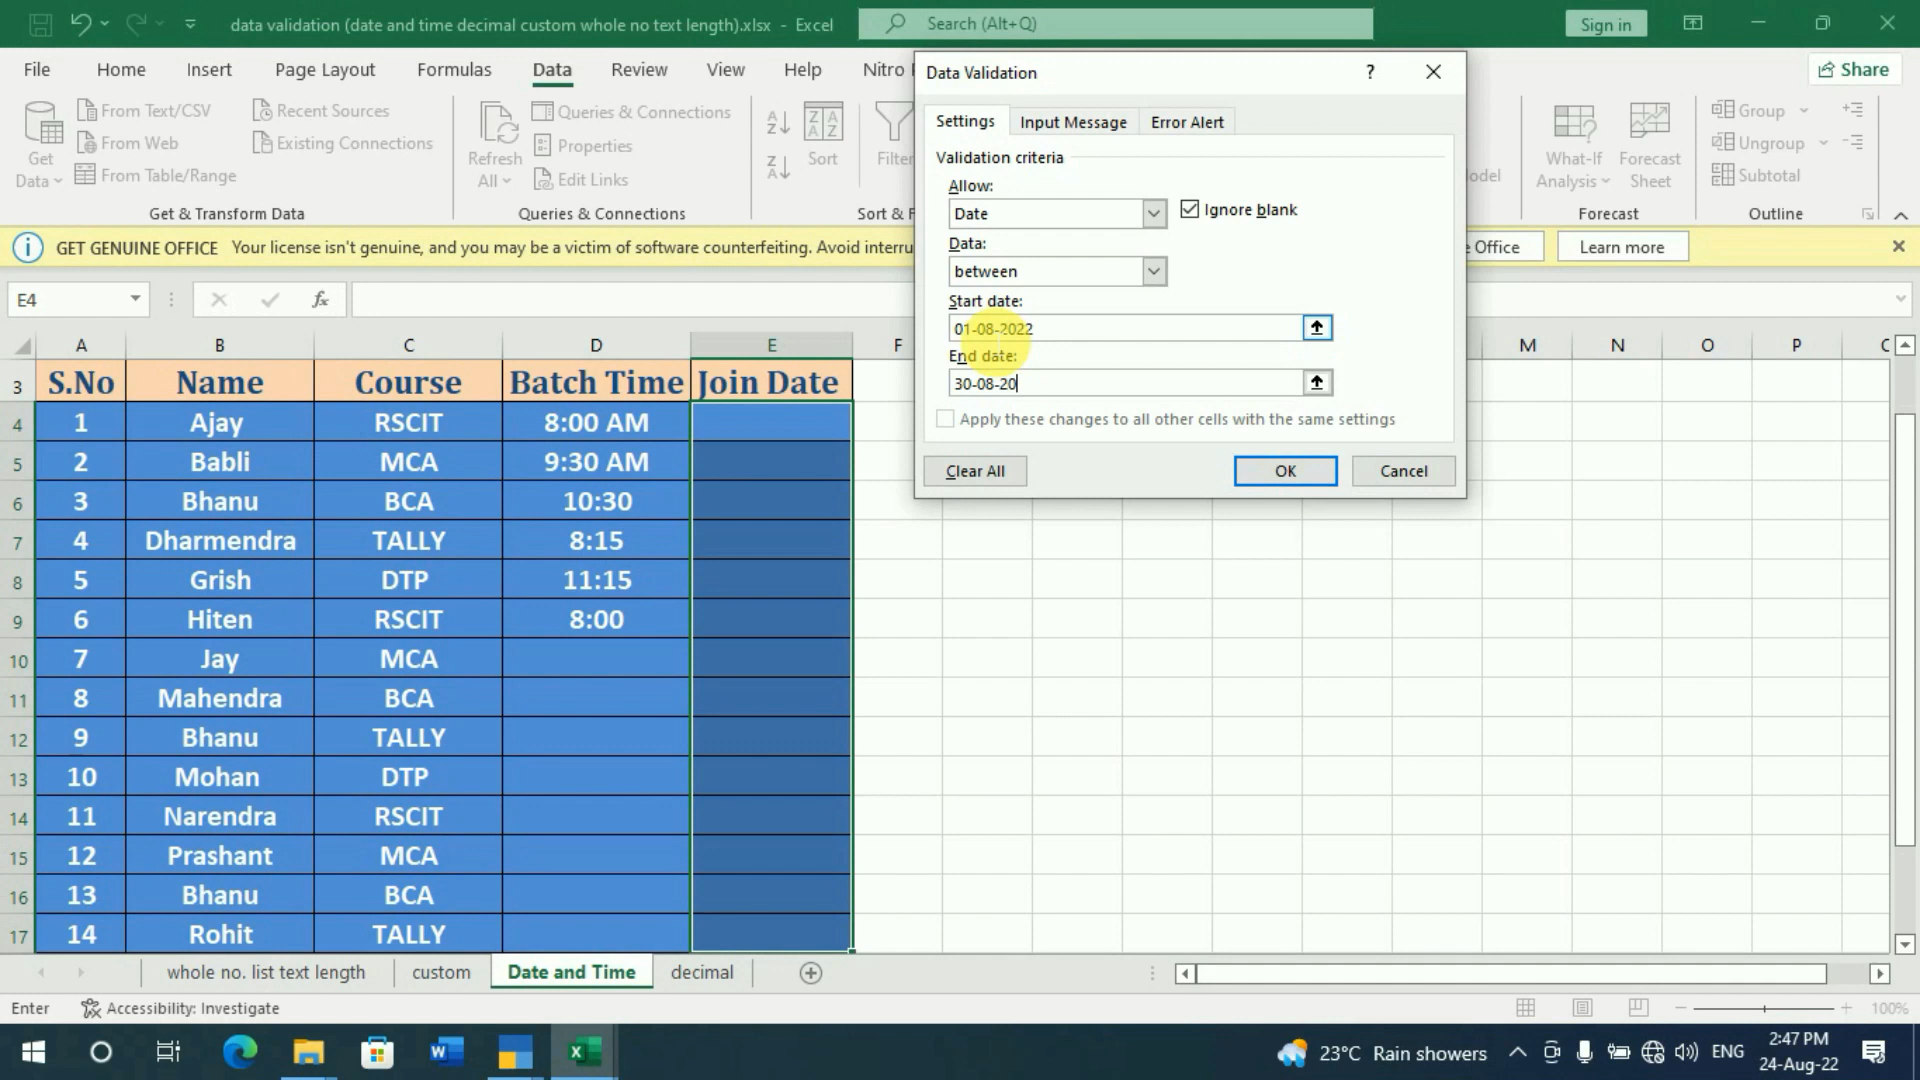 data validation (date and time decimal custom whole no text length).xlsx - Excel
Search (Alt+Q)
Sign in
File Home Insert Page Layout Formulas Data Review View Help Nitro
Share
Get Data
From Text/CSV
From Web
From Table/Range
Recent Sources
Existing Connections
Get & Transform Data
Refresh All
Queries & Connections
Properties
Edit Links
Queries & Connections
Sort
Filter
Sort & F
What-If Analysis
Forecast Sheet
Forecast
Group
Ungroup
Subtotal
Outline
GET GENUINE OFFICE Your license isn't genuine, and you may be a victim of software counterfeiting. Avoid interru
Office
Learn more
Data Validation
?
Settings Input Message Error Alert
Validation criteria
Allow:
Date
Ignore blank
Data:
between
Start date:
01-08-2022
End date:
30-08-20
Apply these changes to all other cells with the same settings
Clear All OK Cancel
E4
fx
A B C D E F M N O P
3 S.No Name Course Batch Time Join Date
4 1 Ajay RSCIT 8:00 AM
5 2 Babli MCA 9:30 AM
6 3 Bhanu BCA 10:30
7 4 Dharmendra TALLY 8:15
8 5 Grish DTP 11:15
9 6 Hiten RSCIT 8:00
10 7 Jay MCA
11 8 Mahendra BCA
12 9 Bhanu TALLY
13 10 Mohan DTP
14 11 Narendra RSCIT
15 12 Prashant MCA
16 13 Bhanu BCA
17 14 Rohit TALLY
whole no. list text length custom Date and Time decimal
Enter Accessibility: Investigate
100%
23°C Rain showers
ENG
2:47 PM
24-Aug-22